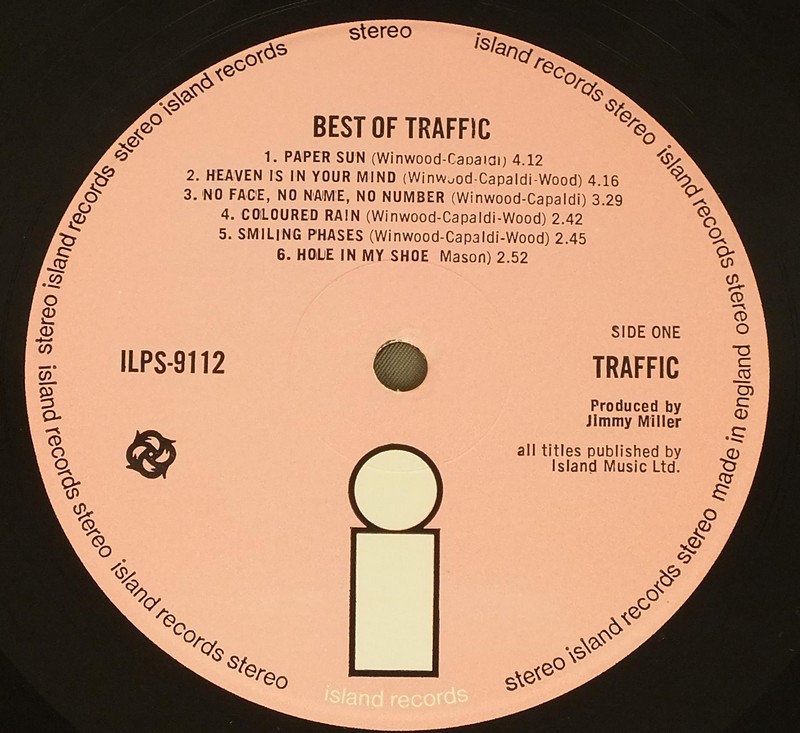 stereo
island records stereo island records stereo made in england
stereo island records stereo island records stereo
island records stereo island records stereo island records
BEST OF TRAFFIC
1. PAPER SUN (Winwood-Capaldi) 4.12
2. HEAVEN IS IN YOUR MIND (Winwood-Capaldi-Wood) 4.16
3. NO FACE, NO NAME, NO NUMBER (Winwood-Capaldi) 3.29
4. COLOURED RAIN (Winwood-Capaldi-Wood) 2.42
5. SMILING PHASES (Winwood-Capaldi-Wood) 2.45
6. HOLE IN MY SHOE Mason) 2.52
SIDE ONE
ILPS-9112
TRAFFIC
Produced by
Jimmy Miller
all titles published by
Island Music Ltd.
i
island records